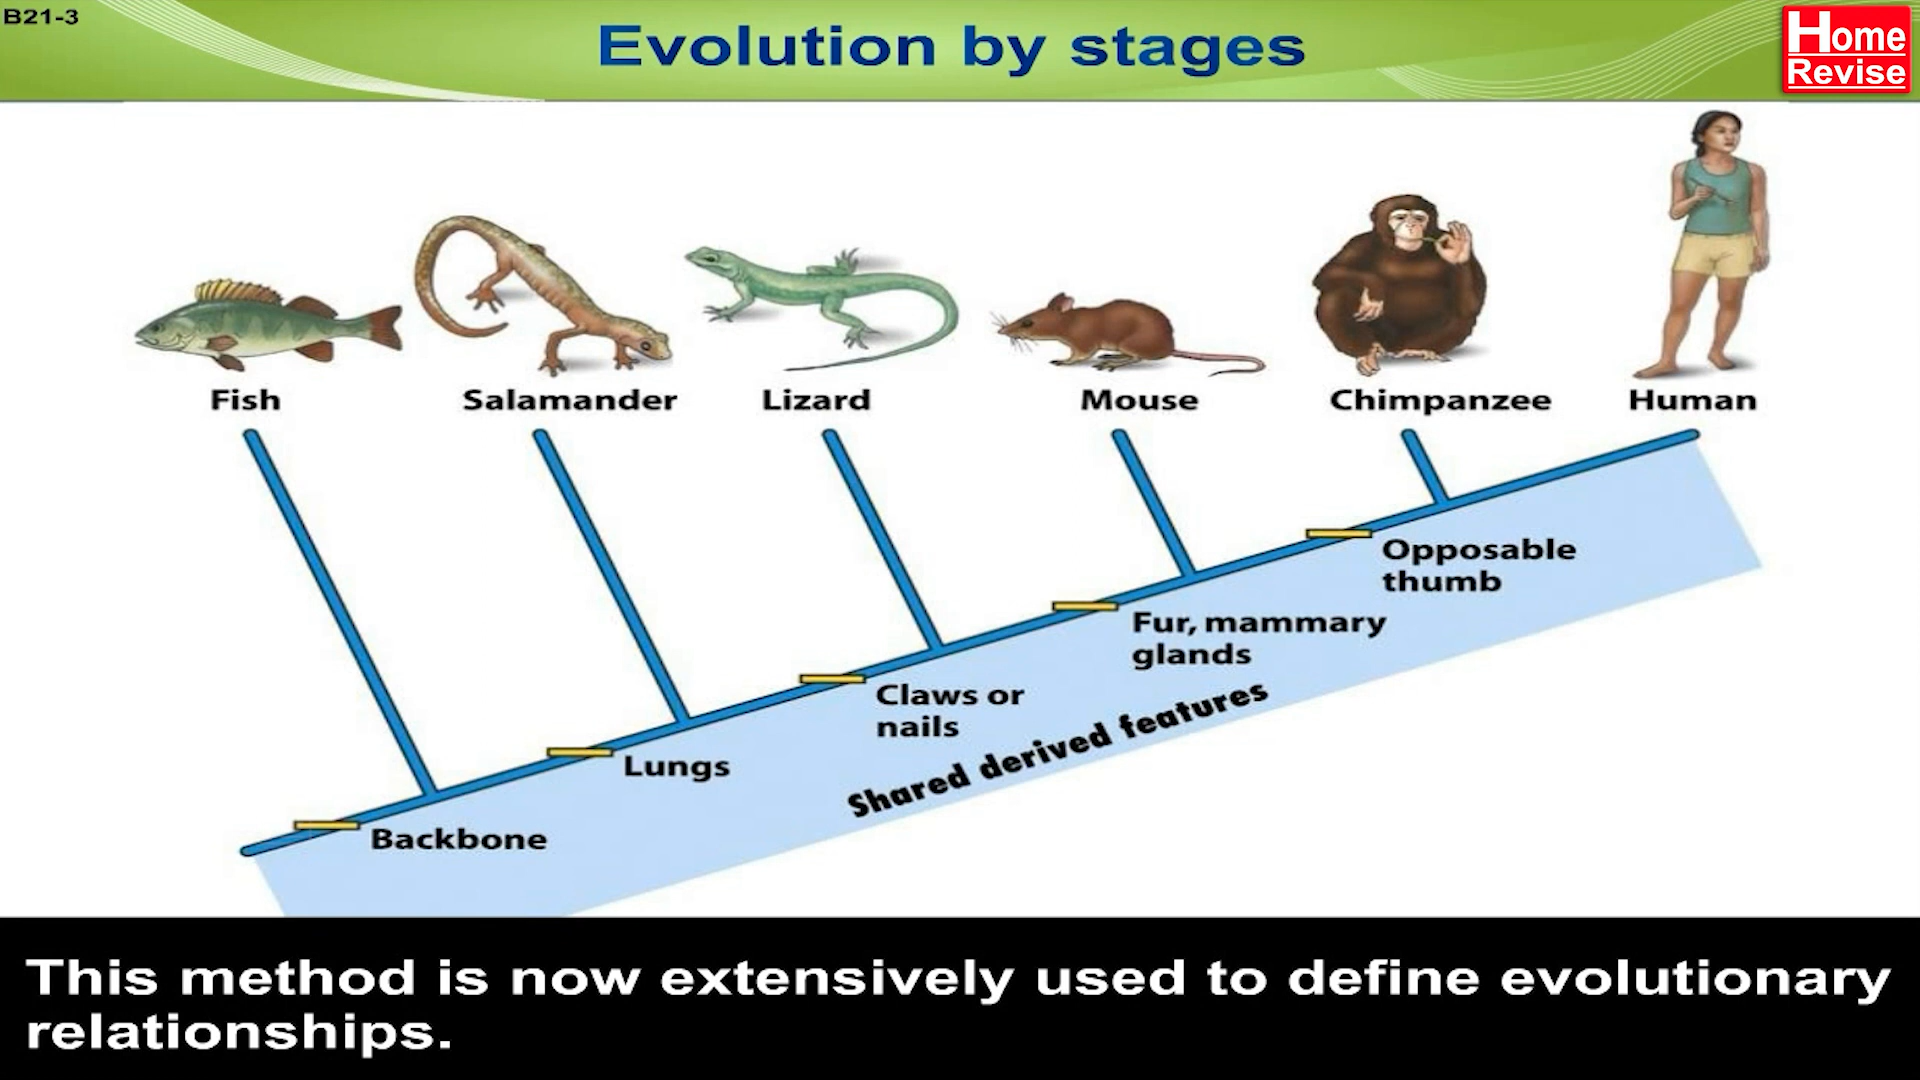 B21-3
Evolution by stages
Home
Revise
Fish
Salamander
Lizard
Mouse
Chimpanzee
Human
Opposable
thumb
Fur, mammary
glands
Claws or
nails
Shared derived features
Lungs
Backbone
This method is now extensively used to define evolutionary
relationships.